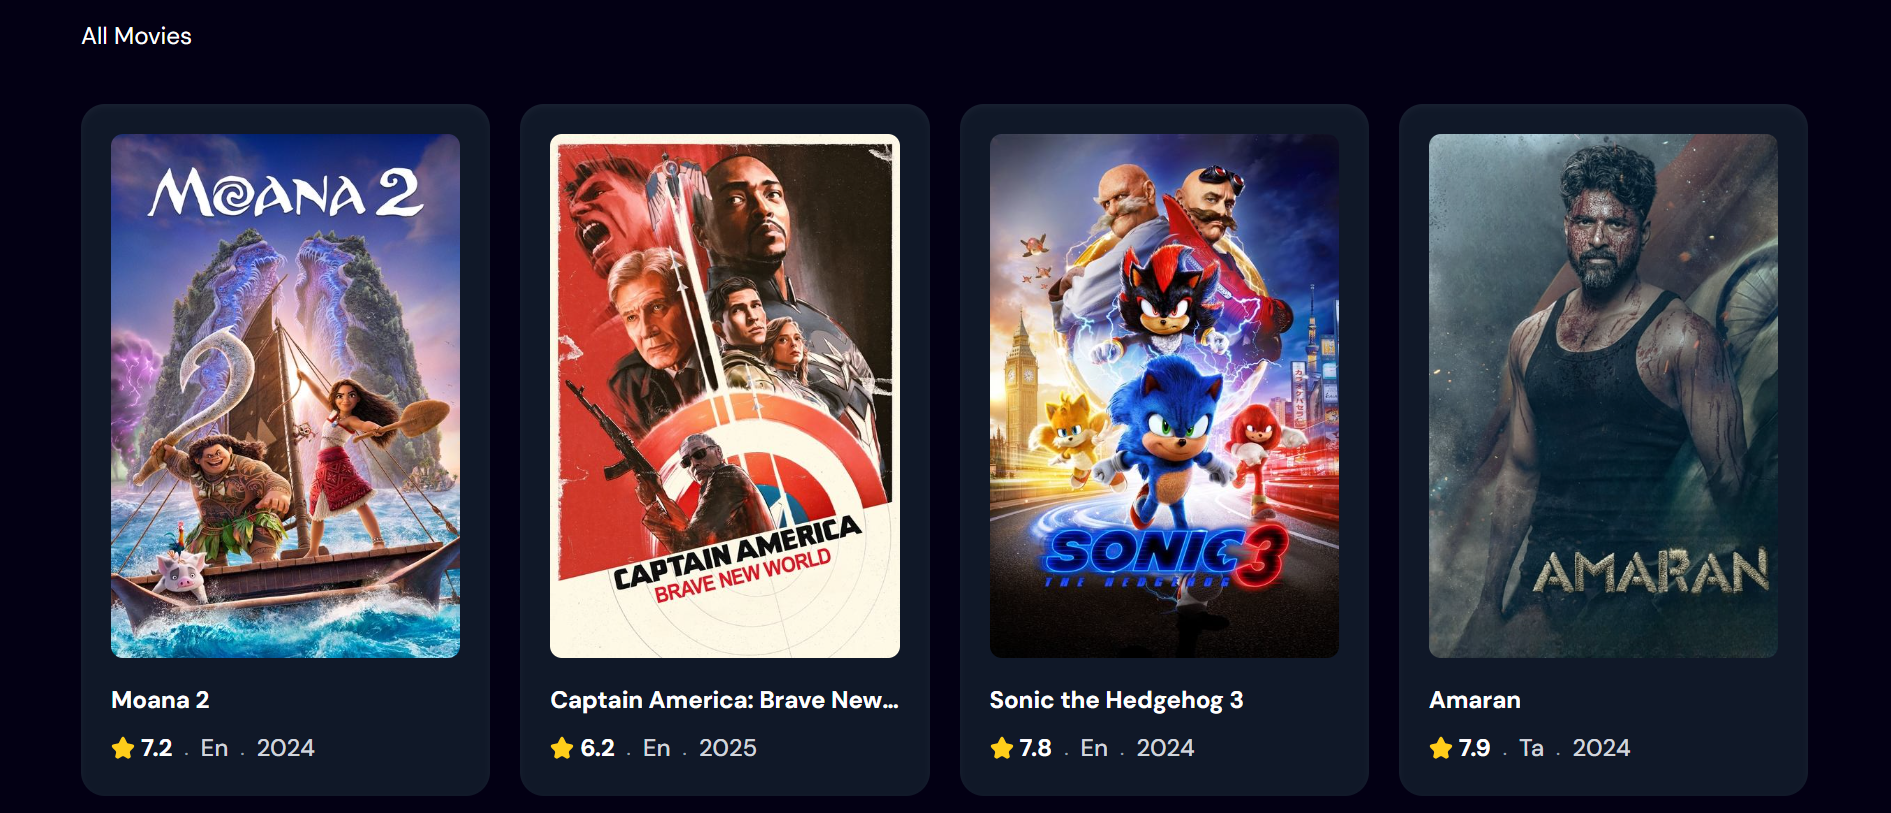 All Movies
MOANA 2
CAPTAIN AMERICA
BRAVE NEW WORLD
SONIC 3
THE HEDGEHOG
AMARAN
Moana 2
7.2 . En . 2024
Captain America: Brave New...
6.2 . En . 2025
Sonic the Hedgehog 3
7.8 . En . 2024
Amaran
7.9 . Ta . 2024